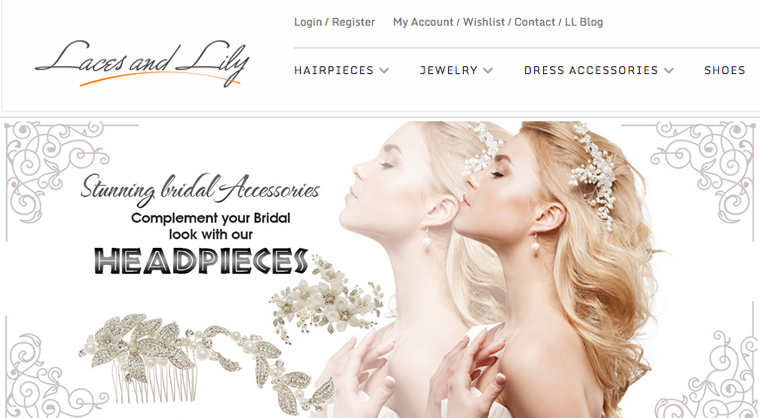 Login / Register
My Account / Wishlist / Contact / LL Blog
Laces and Lily
HAIRPIECES
JEWELRY
DRESS ACCESSORIES
SHOES
Stunning bridal Accessories
Complement your Bridal
look with our
HEADPIECES